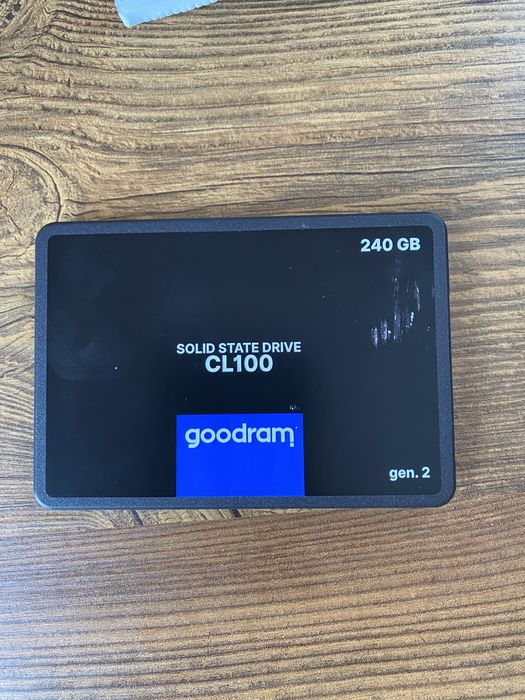 240 GB
SOLID STATE DRIVE
CL100
goodram
gen. 2